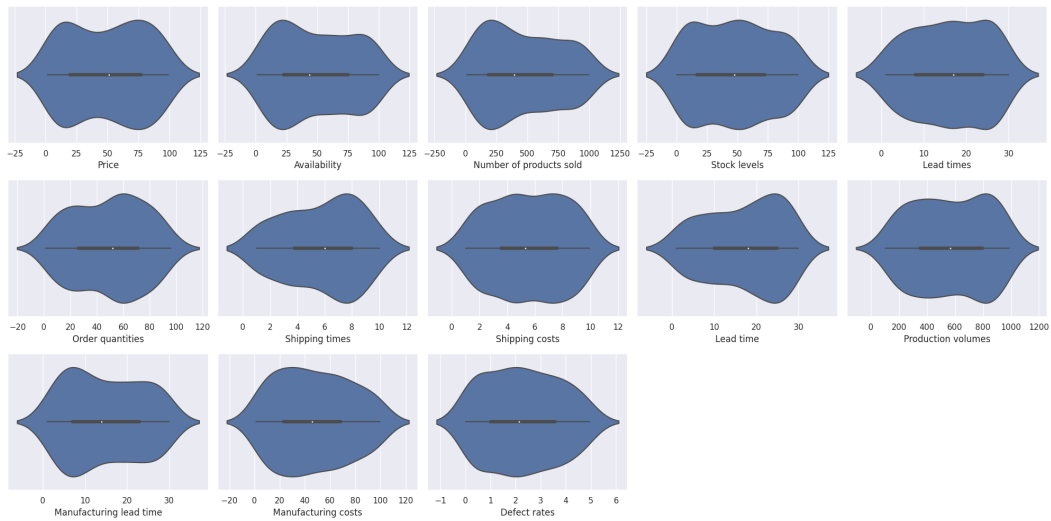 −25 0 25 50 75 100 125
Price
−25 0 25 50 75 100 125
Availability
−250 0 250 500 750 1000 1250
Number of products sold
−25 0 25 50 75 100 125
Stock levels
0 10 20 30
Lead times
−20 0 20 40 60 80 100 120
Order quantities
−2 0 2 4 6 8 10 12
Shipping times
0 2 4 6 8 10 12
Shipping costs
0 10 20 30
Lead time
0 200 400 600 800 1000 1200
Production volumes
0 10 20 30
Manufacturing lead time
−20 0 20 40 60 80 100 120
Manufacturing costs
−1 0 1 2 3 4 5 6
Defect rates